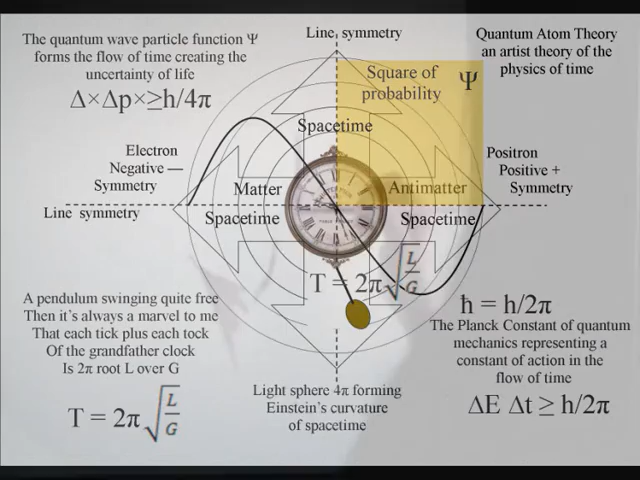 The quantum wave particle function Ψ
forms the flow of time creating the
uncertainty of life
Δ×Δp×≥h/4π
Line, symmetry
Quantum Atom Theory
an artist theory of the
physics of time
Square of
probability
Ψ
Spacetime
Electron
Negative —
Symmetry
Positron
Positive +
Symmetry
Matter
Antimatter
Line symmetry
Spacetime
Spacetime
T = 2π√L/G
A pendulum swinging quite free
Then it's always a marvel to me
That each tick plus each tock
Of the grandfather clock
Is 2π root L over G
T = 2π√L/G
Light sphere 4π forming
Einstein's curvature
of spacetime
ħ = h/2π
The Planck Constant of quantum
mechanics representing a
constant of action in the
flow of time
ΔE Δt ≥ h/2π